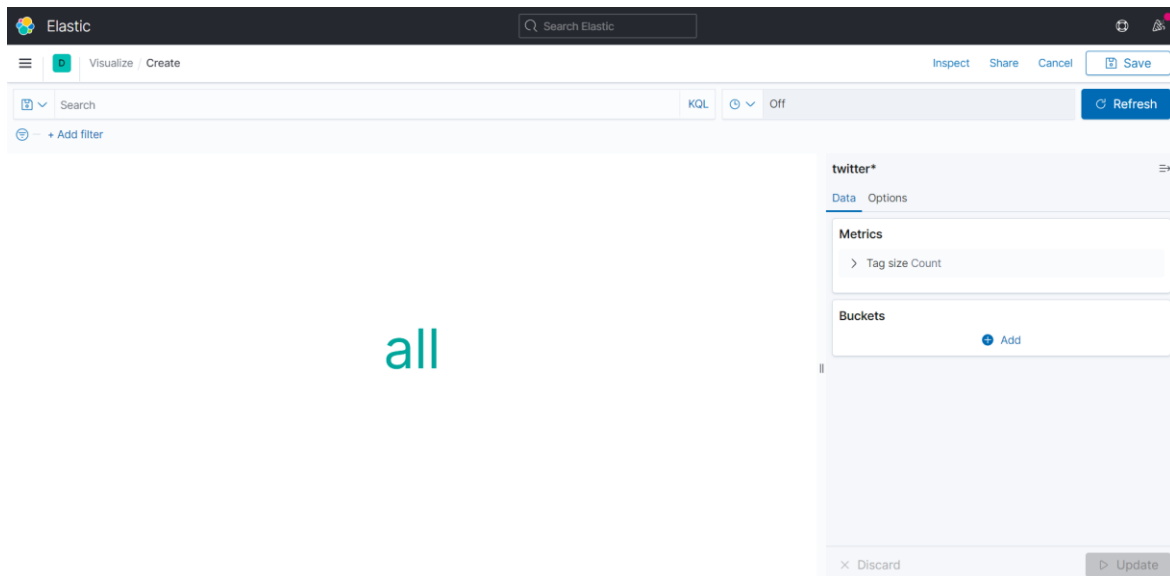 Elastic
Search Elastic
D
Visualize / Create
Inspect Share Cancel Save
Search KQL Off Refresh
+ Add filter
twitter*
Data Options
Metrics
Tag size Count
Buckets
Add
all
Discard Update